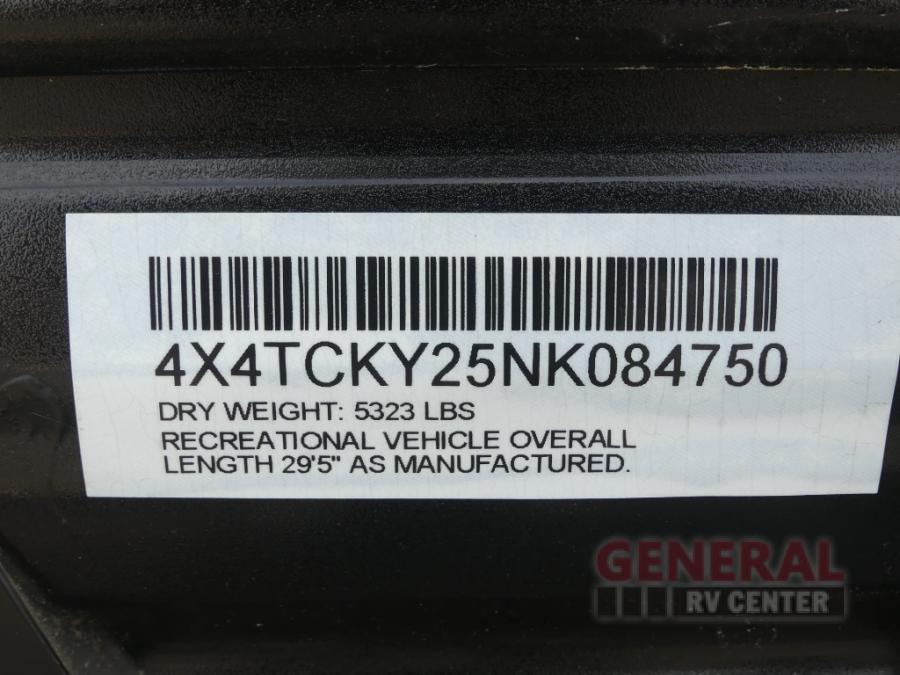 4X4TCKY25NK084750
DRY WEIGHT: 5323 LBS
RECREATIONAL VEHICLE OVERALL
LENGTH 29'5" AS MANUFACTURED.
GENERAL
RV CENTER